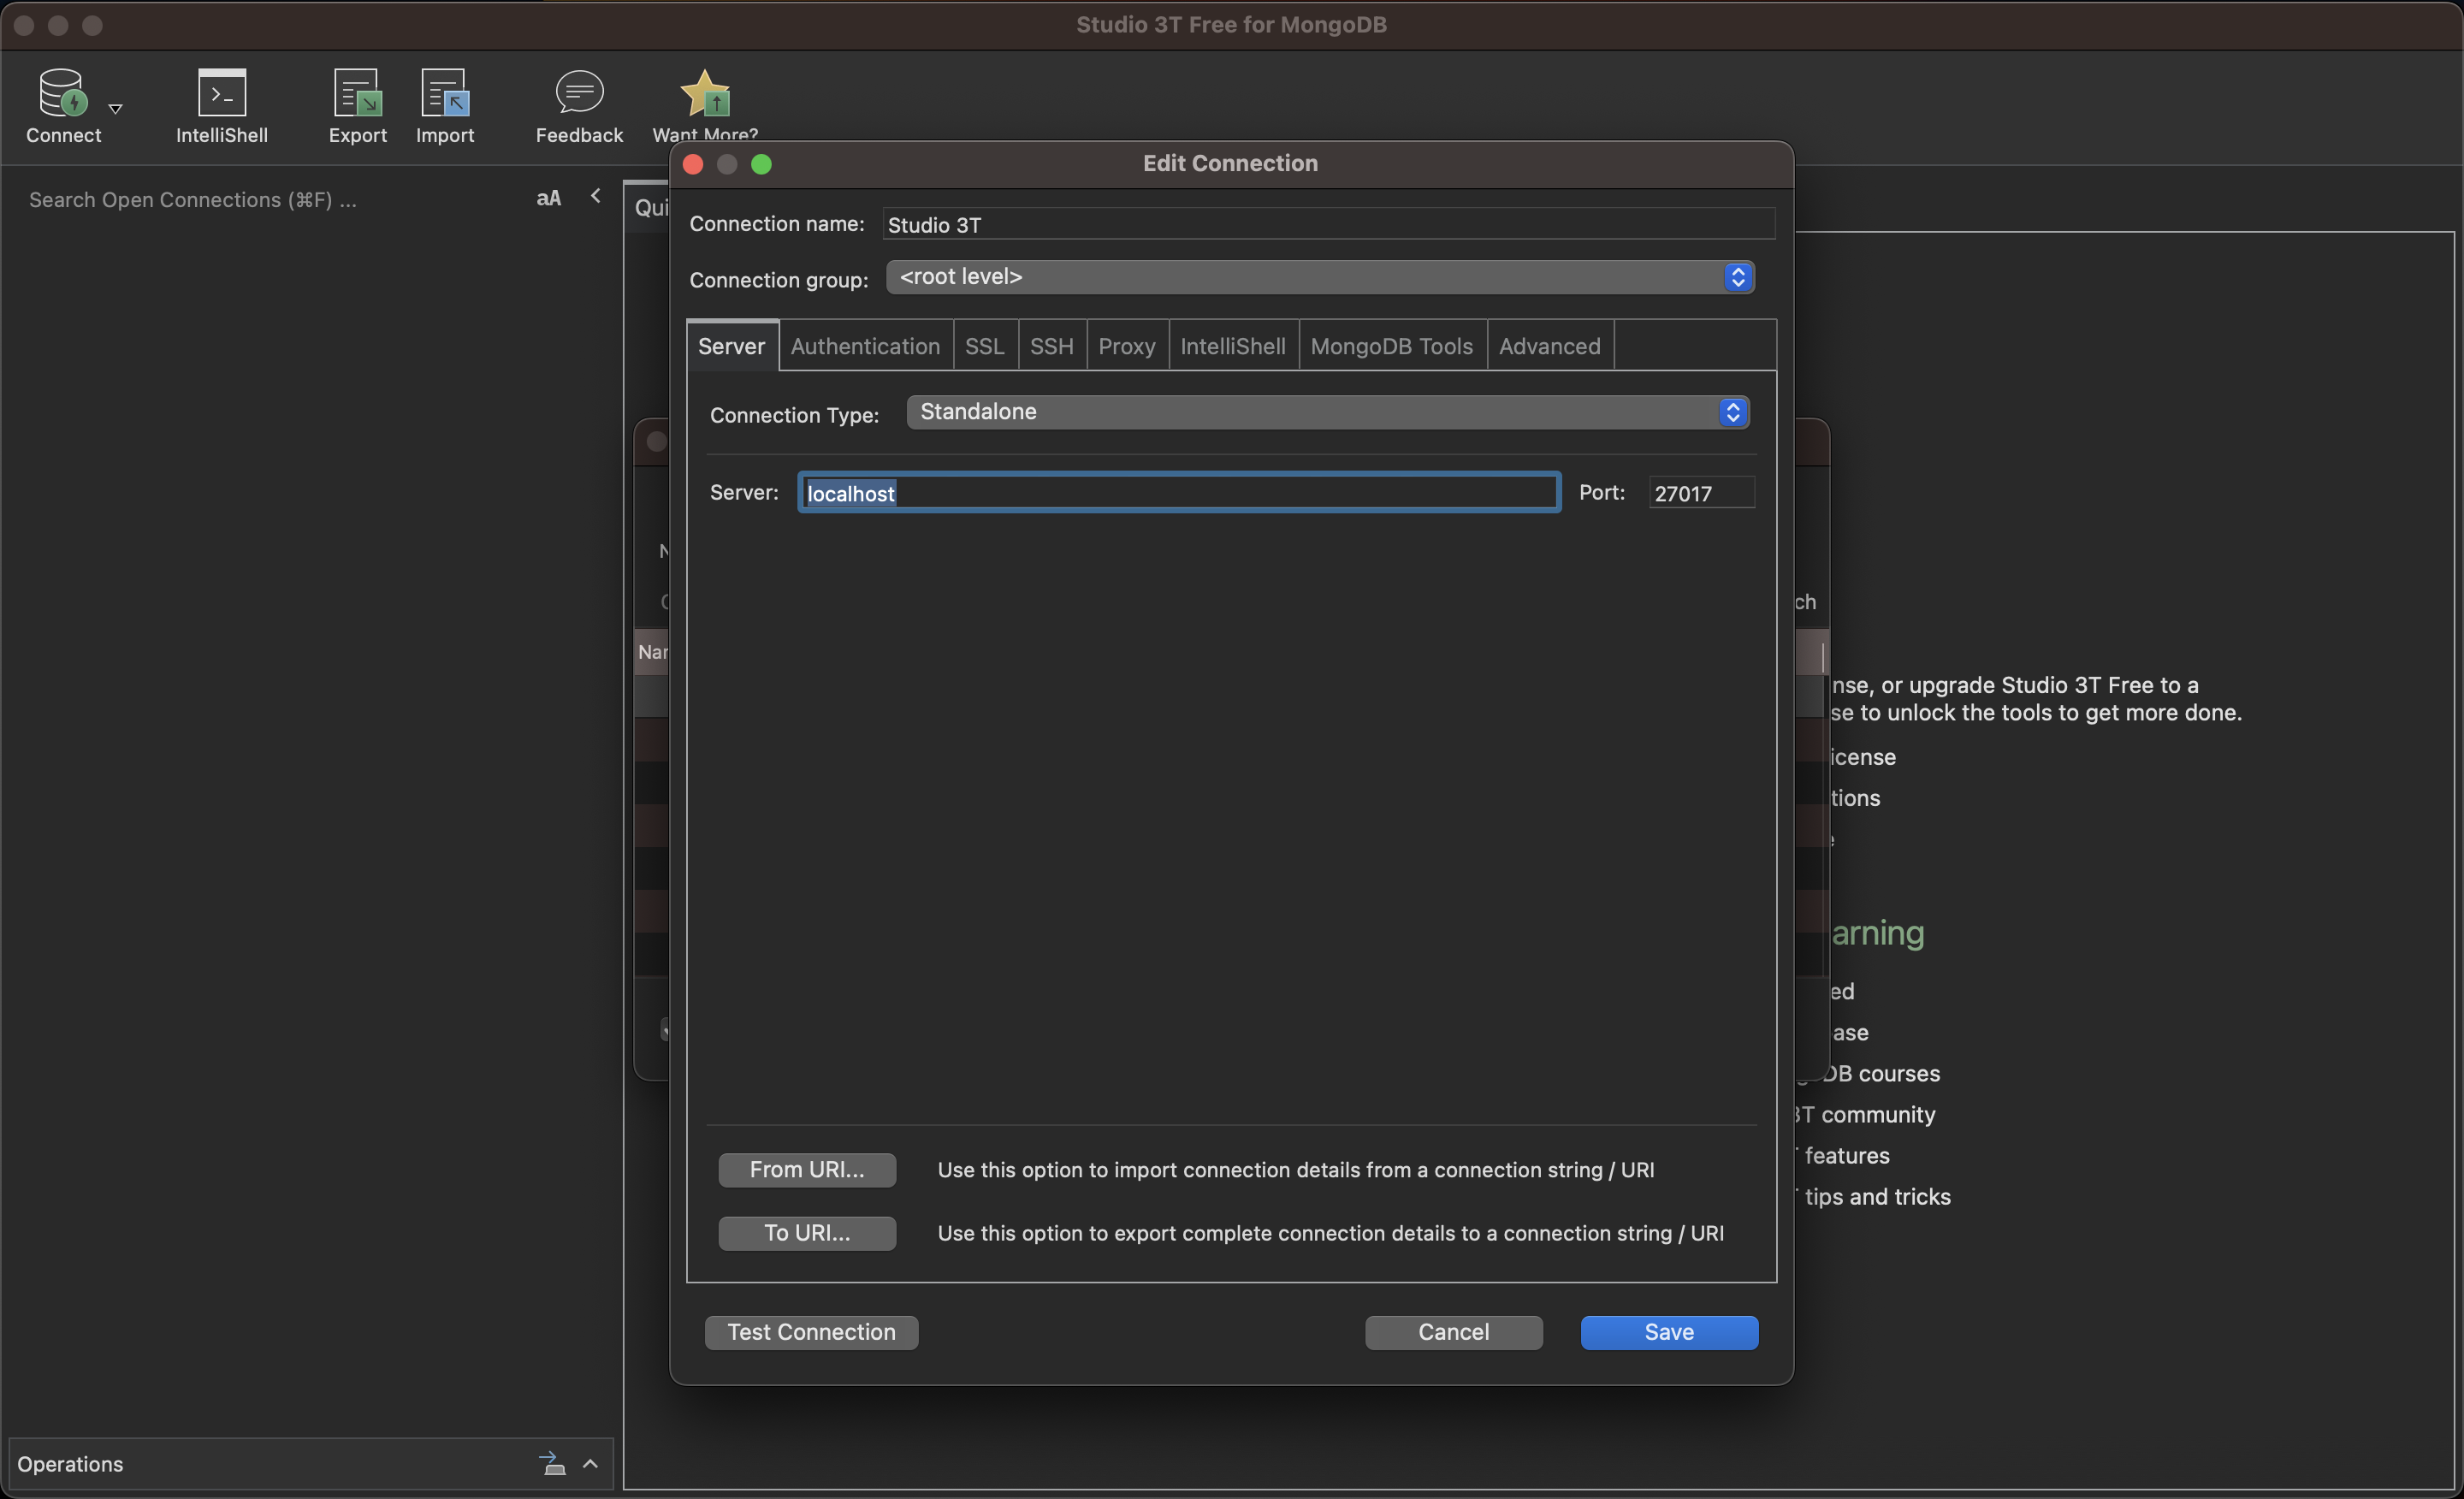 Studio 3T Free for MongoDB
Connect
IntelliShell
Export
Import
Feedback
Want More?
Search Open Connections (⌘F) ...
aA
Qui
Edit Connection
Connection name: Studio 3T
Connection group: <root level>
Server Authentication SSL SSH Proxy IntelliShell MongoDB Tools Advanced
Connection Type: Standalone
Server: localhost Port: 27017
N
ch
Nar
nse, or upgrade Studio 3T Free to a
se to unlock the tools to get more done.
icense
tions
arning
ed
ase
DB courses
3T community
features
tips and tricks
From URI... Use this option to import connection details from a connection string / URI
To URI... Use this option to export complete connection details to a connection string / URI
Test Connection Cancel Save
Operations